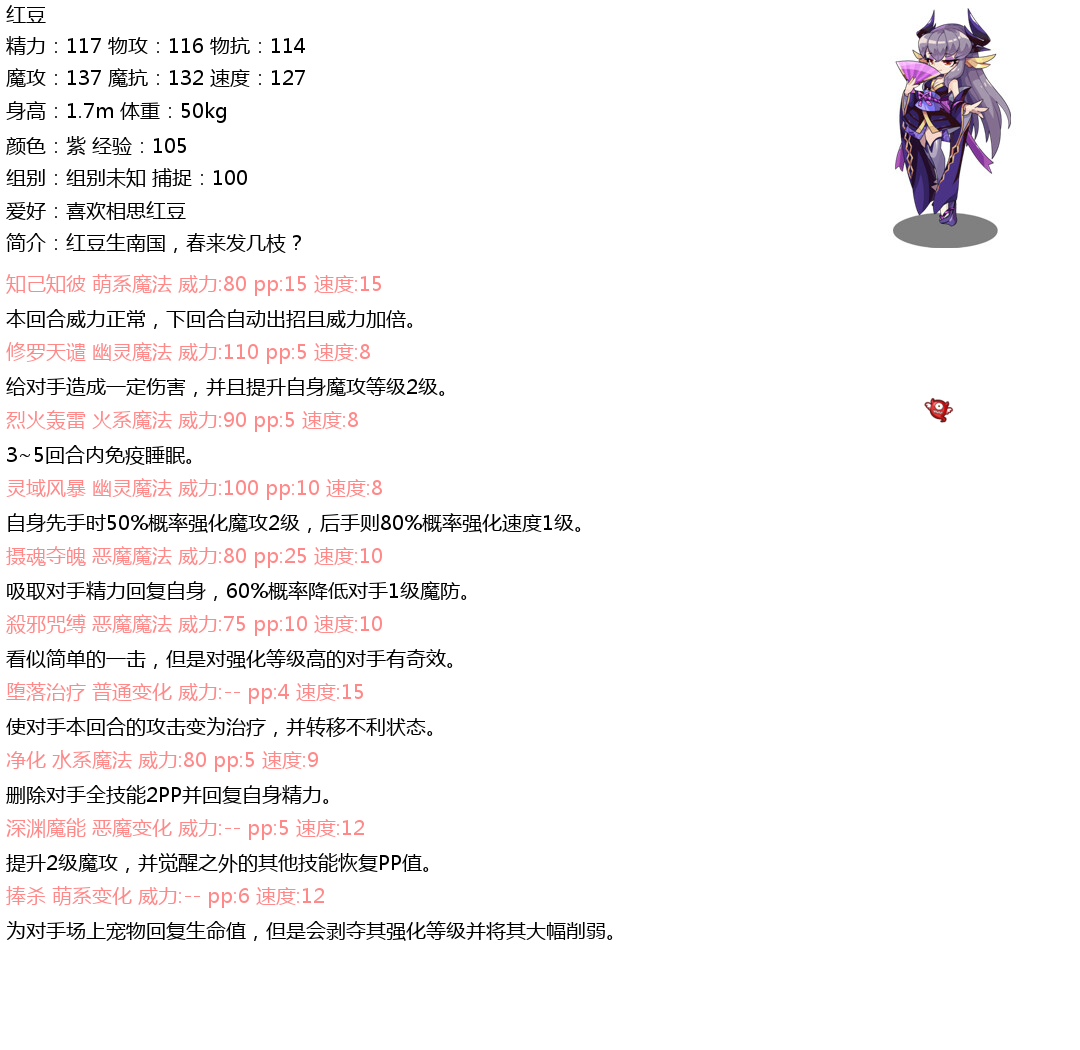 红豆
精力：117 物攻：116 物抗：114
魔攻：137 魔抗：132 速度：127
身高：1.7m 体重：50kg
颜色：紫 经验：105
组别：组别未知 捕捉：100
爱好：喜欢相思红豆
简介：红豆生南国，春来发几枝？
知己知彼 萌系魔法 威力:80 pp:15 速度:15
本回合威力正常，下回合自动出招且威力加倍。
修罗天谴 幽灵魔法 威力:110 pp:5 速度:8
给对手造成一定伤害，并且提升自身魔攻等级2级。
烈火轰雷 火系魔法 威力:90 pp:5 速度:8
3~5回合内免疫睡眠。
灵域风暴 幽灵魔法 威力:100 pp:10 速度:8
自身先手时50%概率强化魔攻2级，后手则80%概率强化速度1级。
摄魂夺魄 恶魔魔法 威力:80 pp:25 速度:10
吸取对手精力回复自身，60%概率降低对手1级魔防。
殺邪咒缚 恶魔魔法 威力:75 pp:10 速度:10
看似简单的一击，但是对强化等级高的对手有奇效。
堕落治疗 普通变化 威力:-- pp:4 速度:15
使对手本回合的攻击变为治疗，并转移不利状态。
净化 水系魔法 威力:80 pp:5 速度:9
删除对手全技能2PP并回复自身精力。
深渊魔能 恶魔变化 威力:-- pp:5 速度:12
提升2级魔攻，并觉醒之外的其他技能恢复PP值。
捧杀 萌系变化 威力:-- pp:6 速度:12
为对手场上宠物回复生命值，但是会剥夺其强化等级并将其大幅削弱。